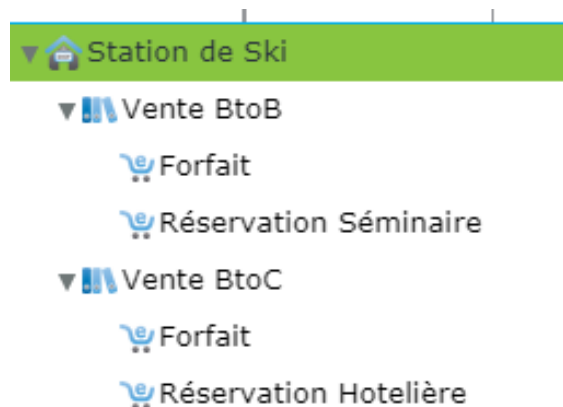 Station de Ski
Vente BtoB
Forfait
Réservation Séminaire
Vente BtoC
Forfait
Réservation Hotelière